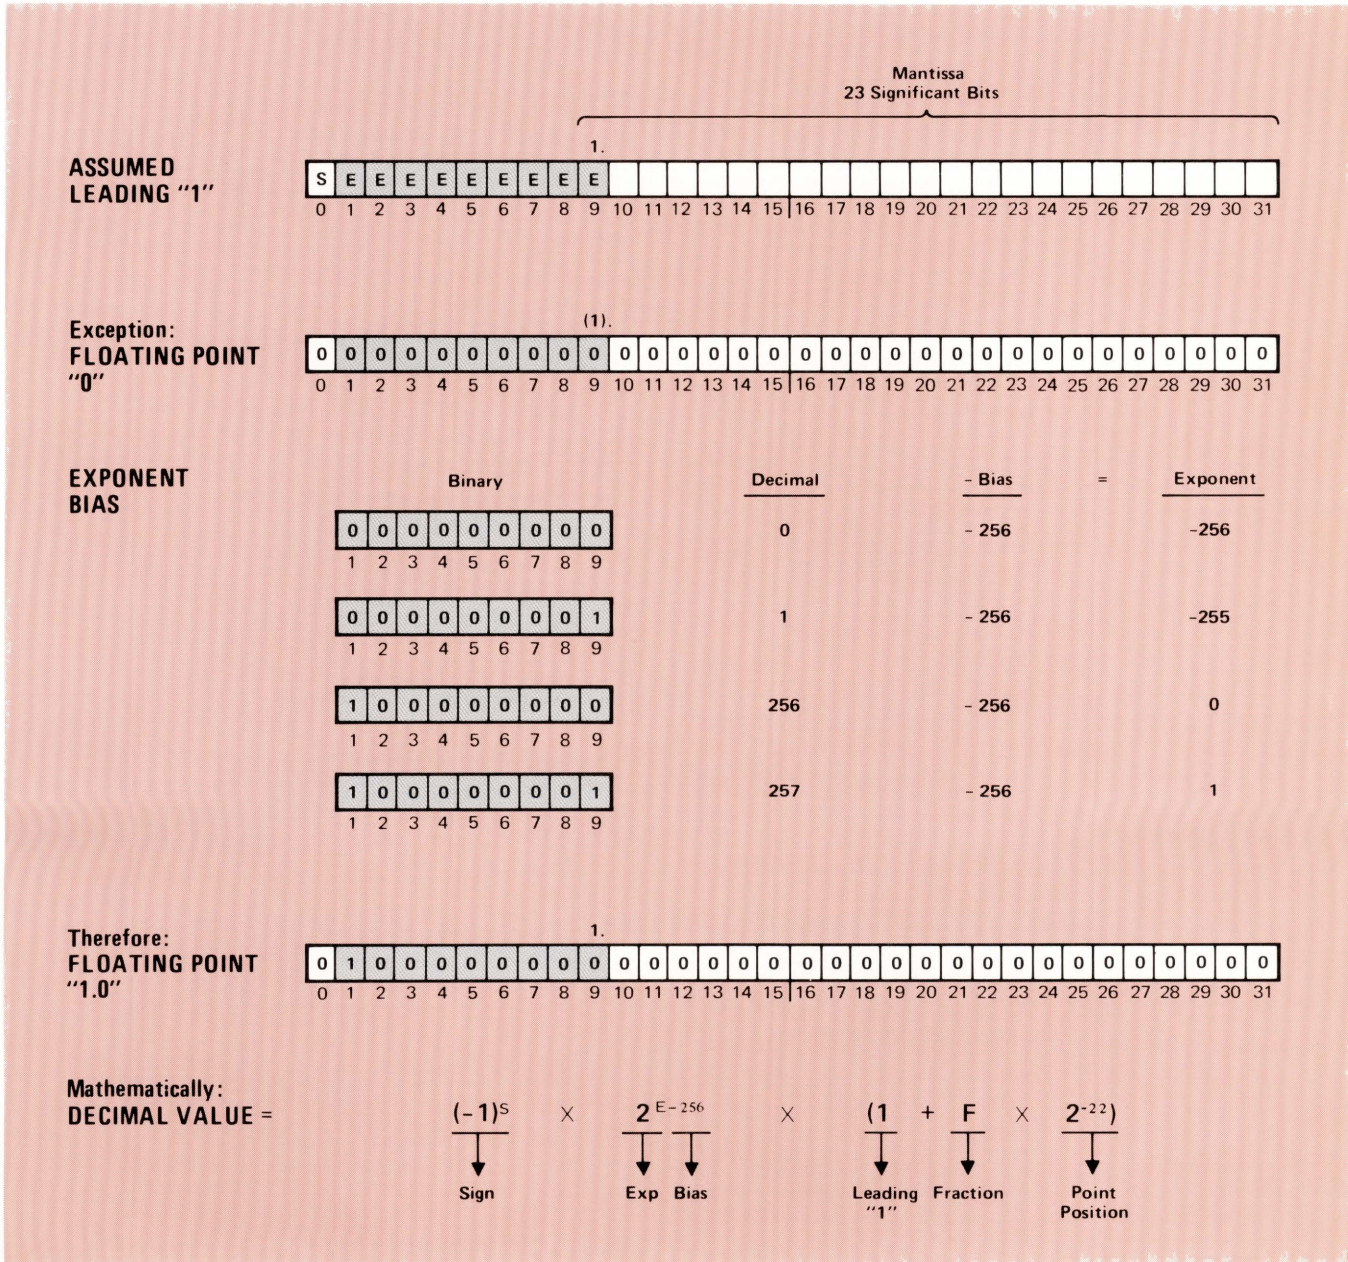 Mantissa
23 Significant Bits
1.
ASSUMED
LEADING "1"
S E E E E E E E E E
0 1 2 3 4 5 6 7 8 9 10 11 12 13 14 15 16 17 18 19 20 21 22 23 24 25 26 27 28 29 30 31
(1).
Exception:
FLOATING POINT
"0"
0 0 0 0 0 0 0 0 0 0 0 0 0 0 0 0 0 0 0 0 0 0 0 0 0 0 0 0 0 0 0 0
0 1 2 3 4 5 6 7 8 9 10 11 12 13 14 15 16 17 18 19 20 21 22 23 24 25 26 27 28 29 30 31
EXPONENT
BIAS
Binary Decimal - Bias = Exponent
0 0 0 0 0 0 0 0 0 0 - 256 -256
1 2 3 4 5 6 7 8 9
0 0 0 0 0 0 0 0 1 1 - 256 -255
1 2 3 4 5 6 7 8 9
1 0 0 0 0 0 0 0 0 256 - 256 0
1 2 3 4 5 6 7 8 9
1 0 0 0 0 0 0 0 1 257 - 256 1
1 2 3 4 5 6 7 8 9
1.
Therefore:
FLOATING POINT
"1.0"
0 1 0 0 0 0 0 0 0 0 0 0 0 0 0 0 0 0 0 0 0 0 0 0 0 0 0 0 0 0 0 0
0 1 2 3 4 5 6 7 8 9 10 11 12 13 14 15 16 17 18 19 20 21 22 23 24 25 26 27 28 29 30 31
Mathematically:
DECIMAL VALUE = (-1)S × 2 E-256 × (1 + F × 2-22)
Sign Exp Bias Leading "1" Fraction Point Position